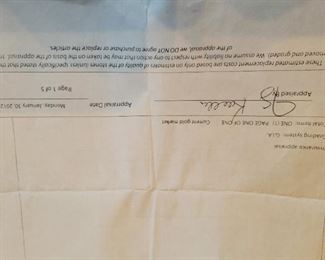 Insurance appraisal
Grading system: G.I.A.
Total Items: ONE (1) PAGE ONE OF ONE Current gold market
Appraised by Appraisal Date Monday, January 30, 2012
Page 1 of 5
These estimated replacement costs are based only on estimates of quality of the stones (unless specifically stated that the
removed and graded). We assume no liability with respect to any action that may be taken on the basis of the appraisal. In
of the appraisal, we DO NOT agree to purchase or replace the articles.